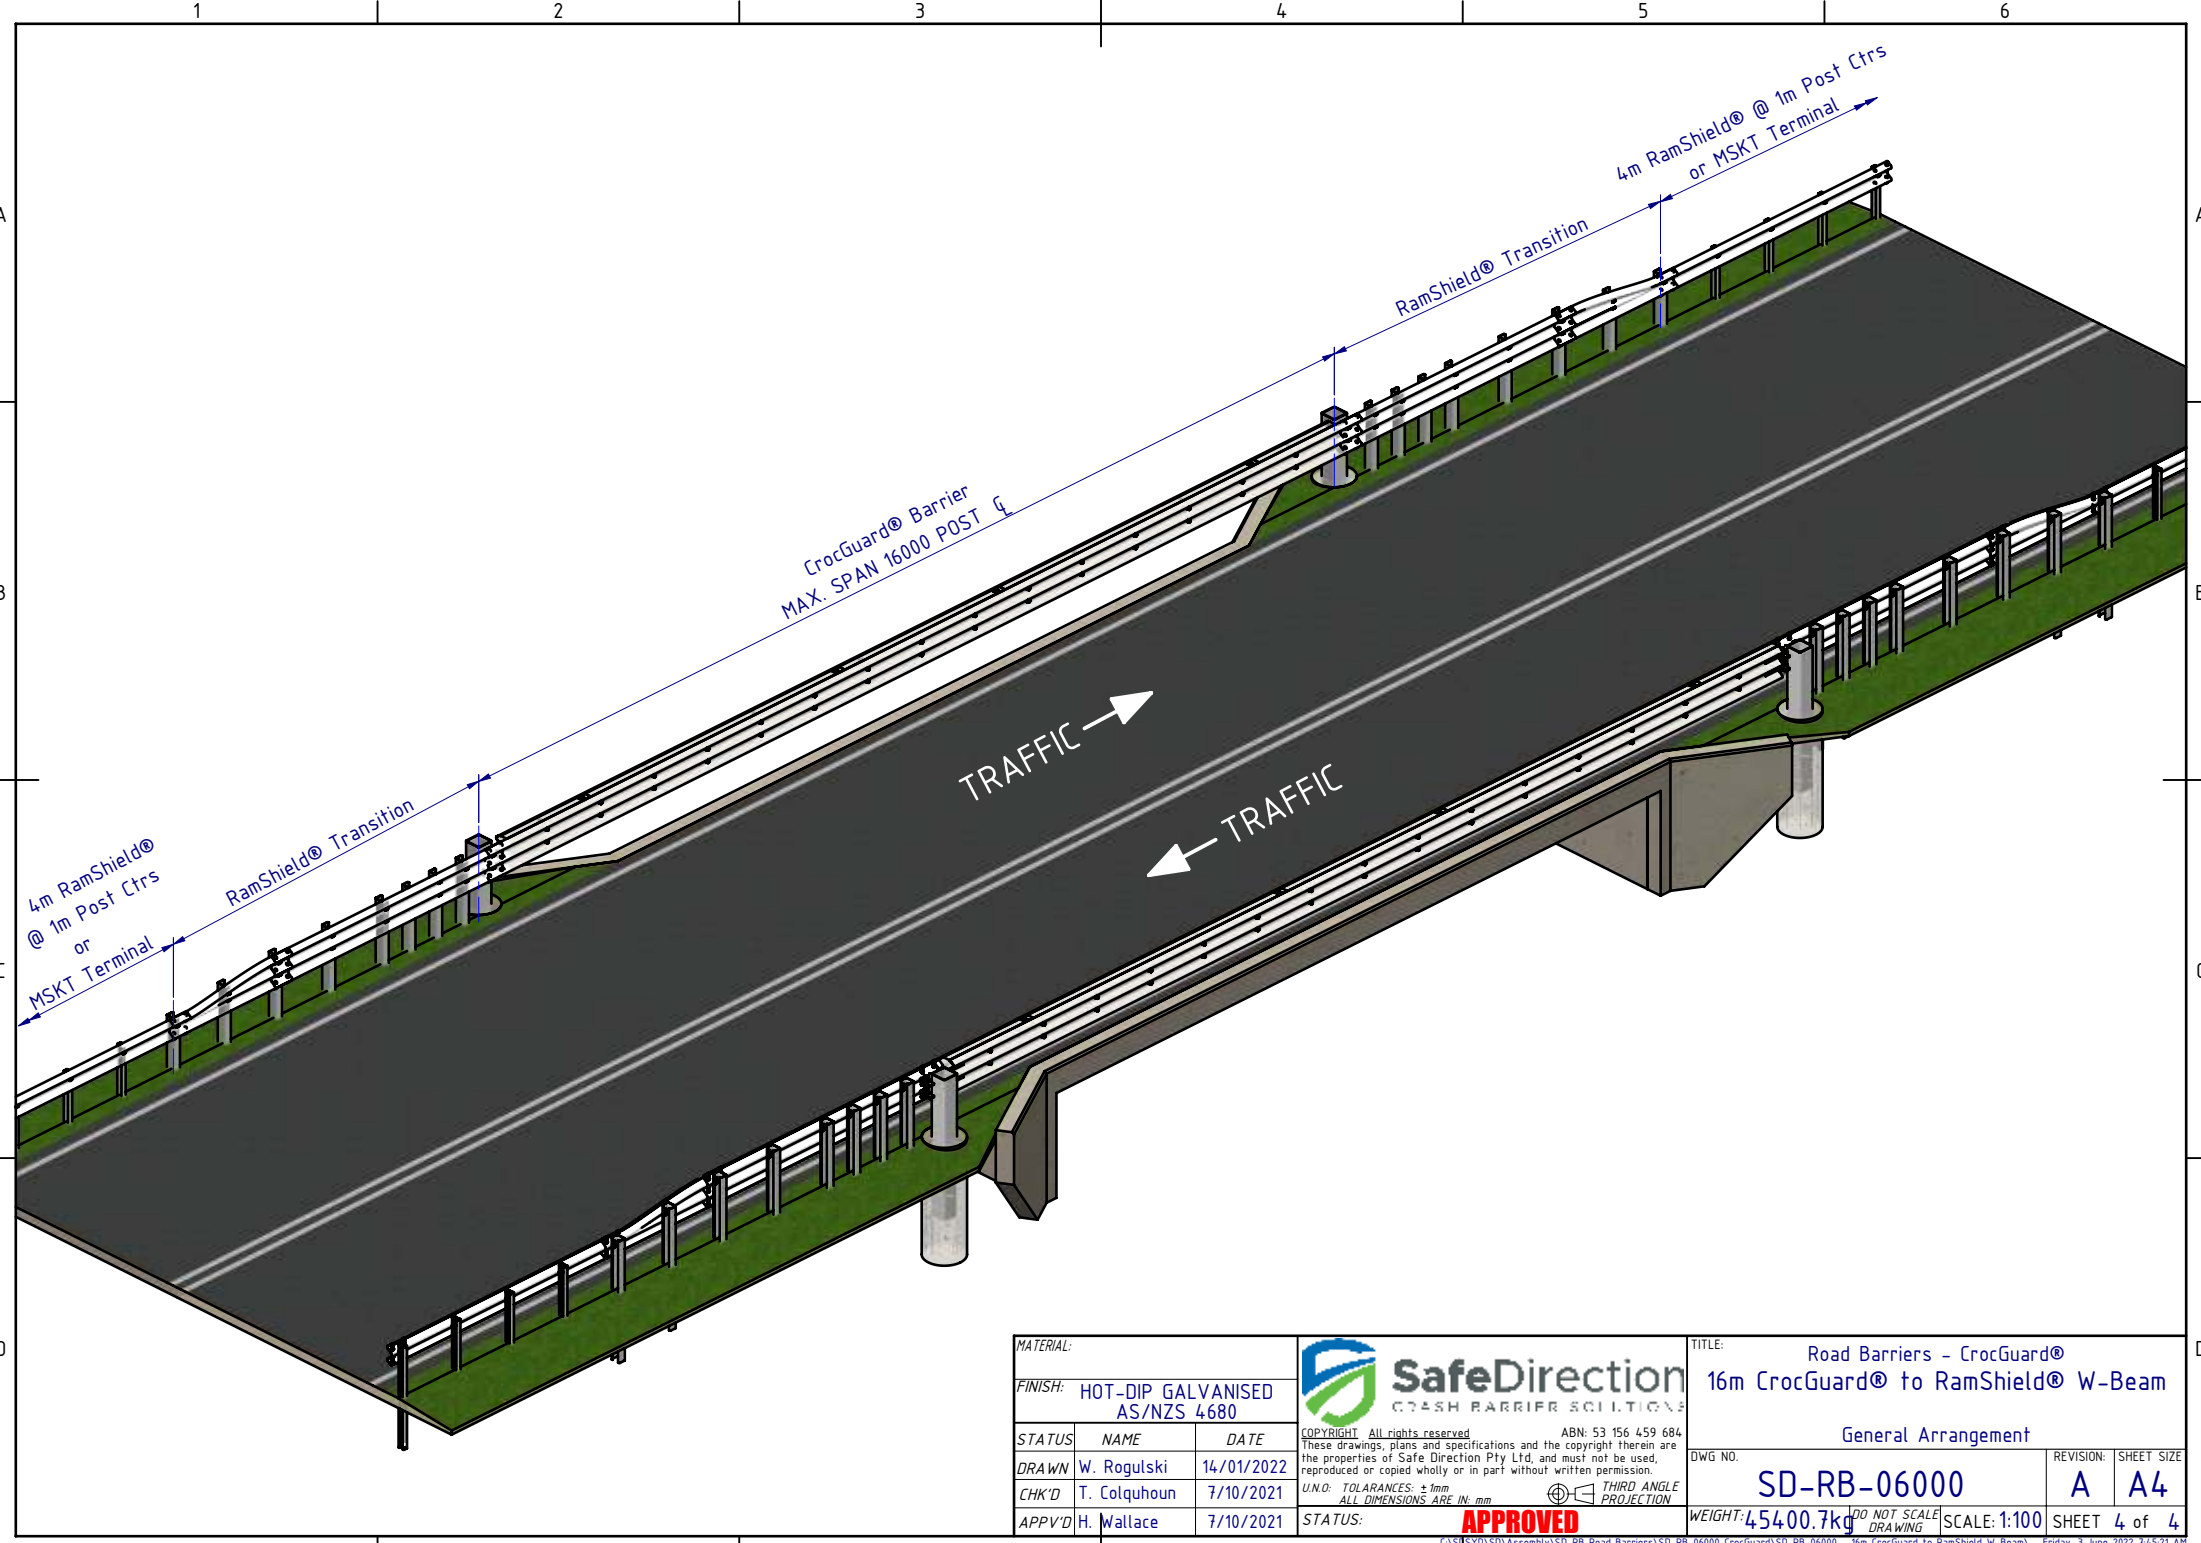 1 2 3 4 5 6
A A
4m RamShield® @ 1m Post Ctrs
or MSKT Terminal
RamShield® Transition
CrocGuard® Barrier
MAX. SPAN 16000 POST ℄
B
TRAFFIC
TRAFFIC
RamShield® Transition
4m RamShield®
@ 1m Post Ctrs
or
MSKT Terminal
MATERIAL:
FINISH: HOT-DIP GALVANISED
AS/NZS 4680
STATUS NAME DATE
DRAWN W. Rogulski 14/01/2022
CHK'D T. Colquhoun 7/10/2021
APPV'D H. Wallace 7/10/2021
SafeDirection
CRASH BARRIER SOLUTIONS
COPYRIGHT All rights reserved ABN: 53 156 459 684
These drawings, plans and specifications and the copyright therein are
the properties of Safe Direction Pty Ltd, and must not be used,
reproduced or copied wholly or in part without written permission.
U.N.O: TOLARANCES: ± 1mm
ALL DIMENSIONS ARE IN: mm
THIRD ANGLE
PROJECTION
STATUS: APPROVED
TITLE: Road Barriers - CrocGuard®
16m CrocGuard® to RamShield® W-Beam
General Arrangement
DWG NO. SD-RB-06000
REVISION: A
SHEET SIZE A4
WEIGHT: 45400.7kg
DO NOT SCALE
DRAWING
SCALE: 1:100
SHEET 4 of 4